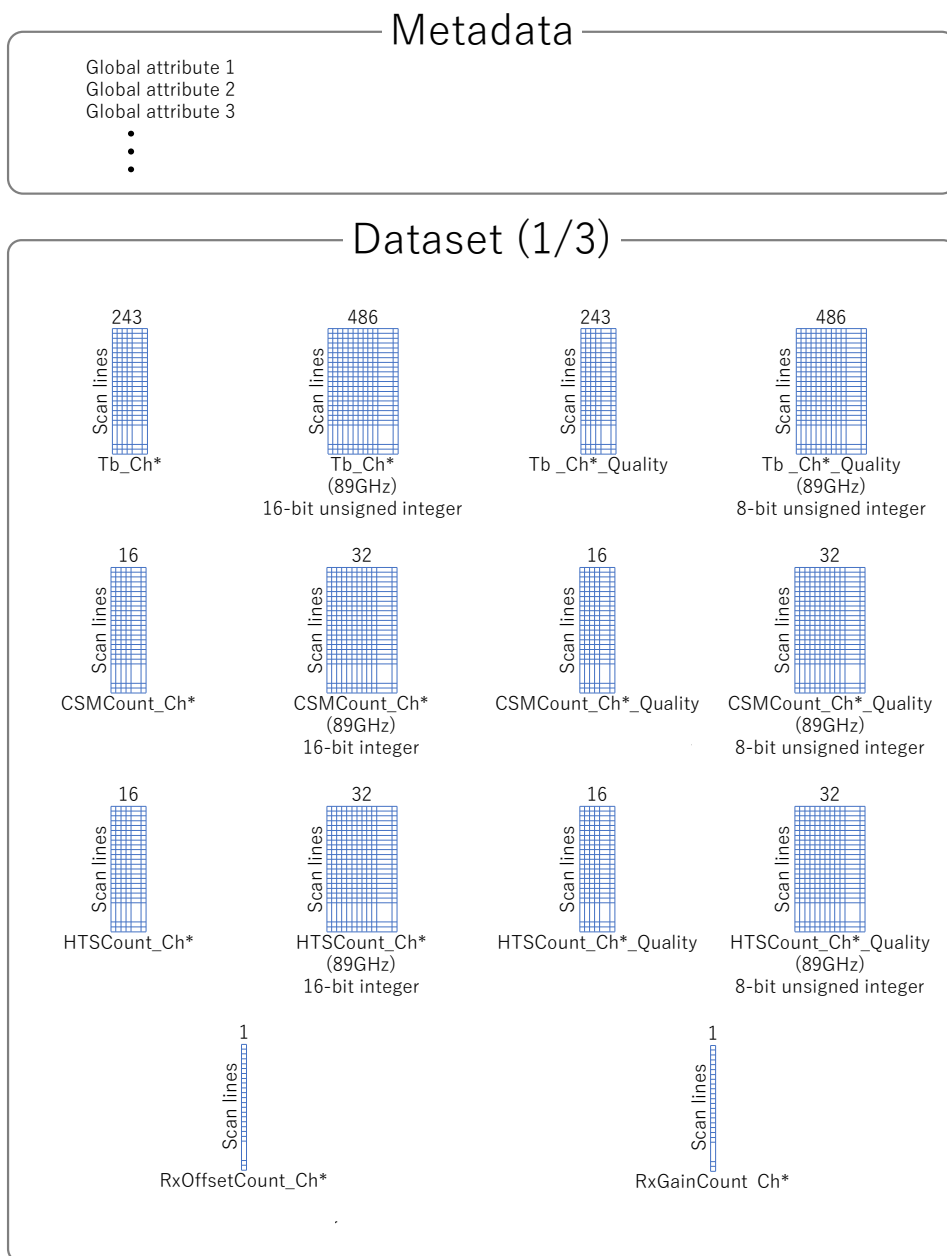 Metadata
Global attribute 1
Global attribute 2
Global attribute 3
Dataset (1/3)
243
486
243
486
Scan lines
Scan lines
Scan lines
Scan lines
Tb_Ch*
Tb_Ch*
(89GHz)
16-bit unsigned integer
Tb _Ch*_Quality
Tb _Ch*_Quality
(89GHz)
8-bit unsigned integer
16
32
16
32
Scan lines
Scan lines
Scan lines
Scan lines
CSMCount_Ch*
CSMCount_Ch*
(89GHz)
16-bit integer
CSMCount_Ch*_Quality
CSMCount_Ch*_Quality
(89GHz)
8-bit unsigned integer
16
32
16
32
Scan lines
Scan lines
Scan lines
Scan lines
HTSCount_Ch*
HTSCount_Ch*
(89GHz)
16-bit integer
HTSCount_Ch*_Quality
HTSCount_Ch*_Quality
(89GHz)
8-bit unsigned integer
1
1
Scan lines
Scan lines
RxOffsetCount_Ch*
RxGainCount Ch*